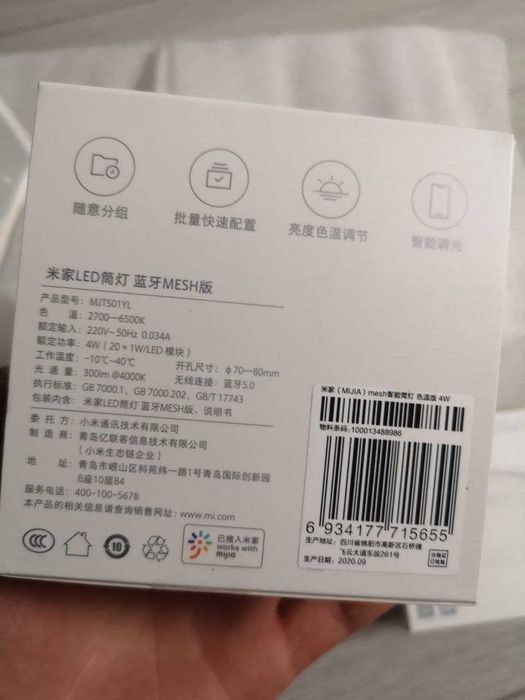 随意分组
批量快速配置
亮度色温调节
智能调光
米家LED筒灯 蓝牙MESH版
产品型号：MJTS01YL
色　　温：2700—6500K
额定输入：220V~ 50Hz 0.034A
额定功率：4W（20×1W/LED 模块）
工作温度：-10℃~40℃　开孔尺寸：φ70—80mm
光 通 量：300lm @4000K　无线连接：蓝牙5.0
执行标准：GB 7000.1、GB 7000.202、GB/T 17743
包装内含：米家LED筒灯 蓝牙MESH版、说明书
委 托 方：小米通讯技术有限公司
制 造 商：青岛亿联客信息技术有限公司
（小米生态链企业）
地　　址：青岛市崂山区科苑纬一路1号青岛国际创新园
B座10层B4
服务电话：400-100-5678
本产品的相关信息请查询销售网址：www.mi.com
CCC
10
已接入米家
works with
mijia
米家（MIJIA）mesh智能筒灯 色温版 4W
物料条码：100013488986
6 934177 715655
生产地址：四川省绵阳市高新区石桥铺
飞云大道东段261号
生产日期：2020.09
合格证
已检验